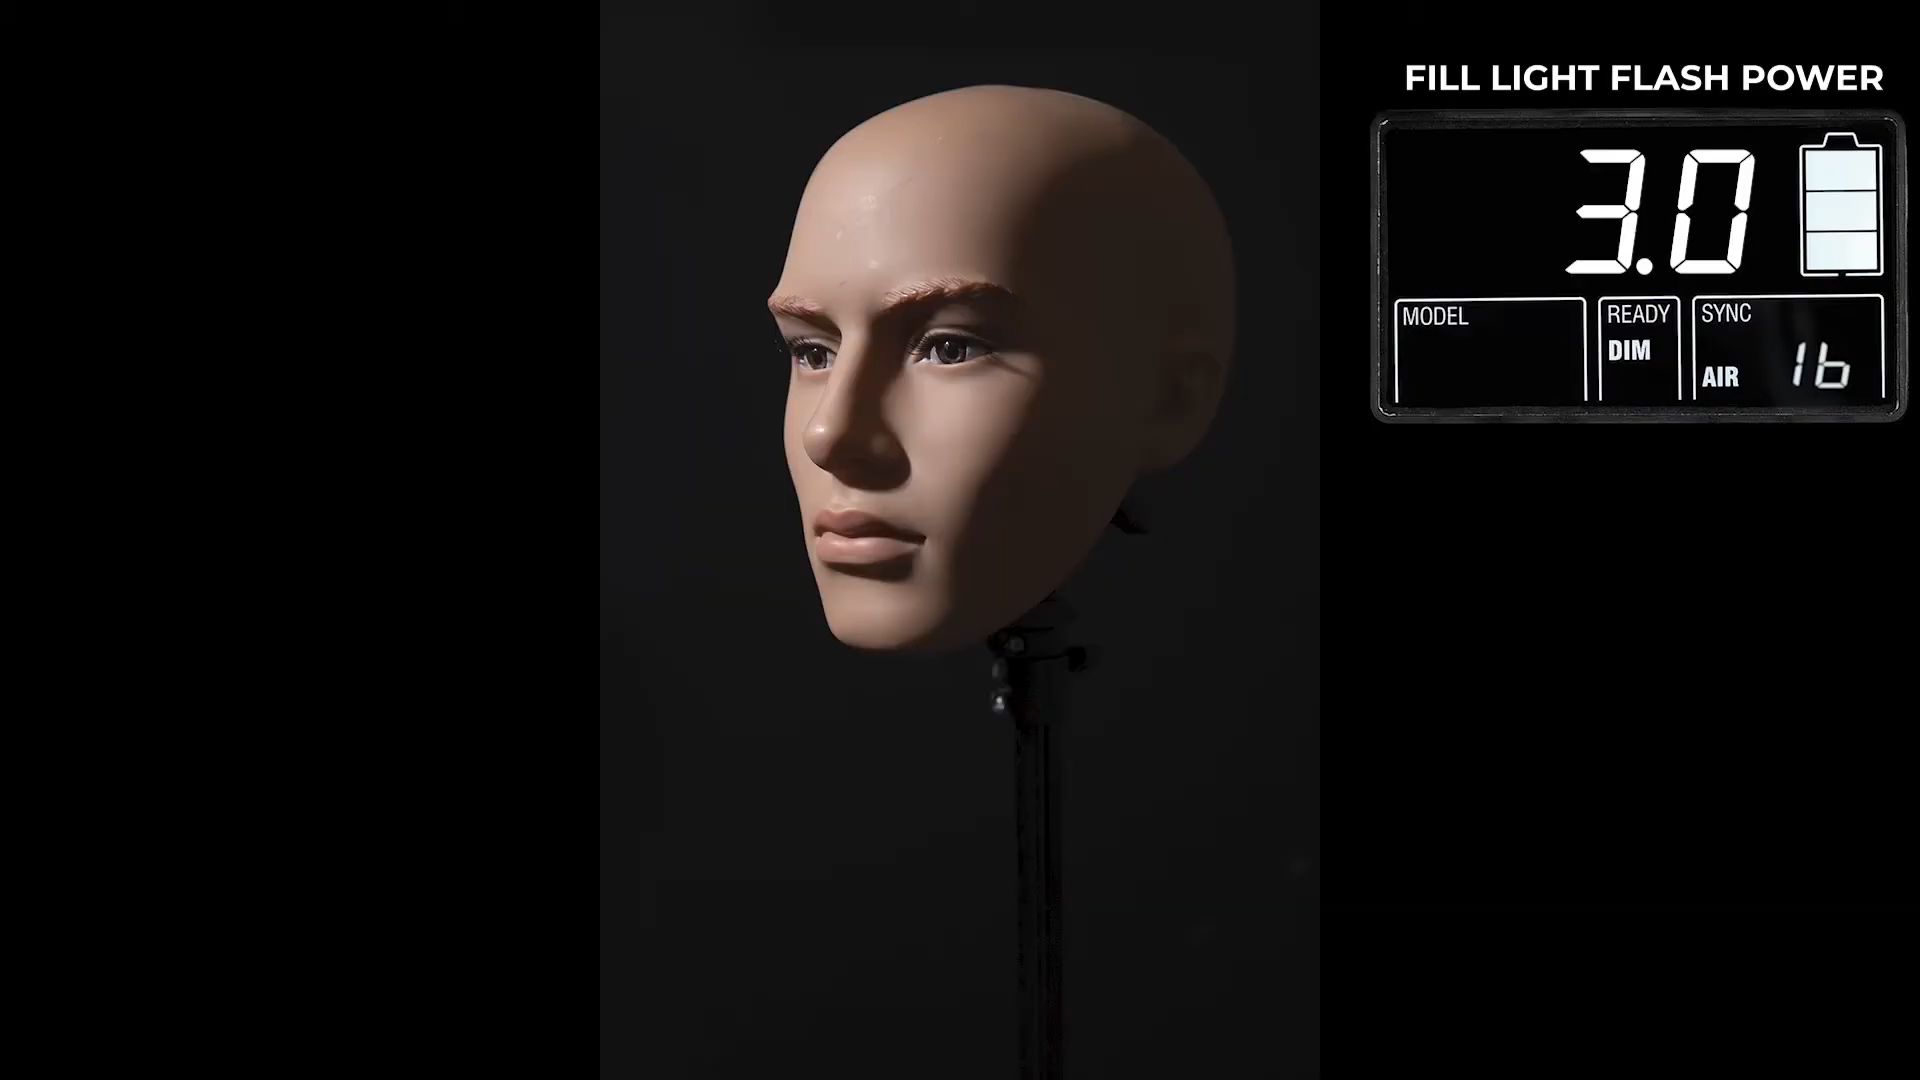 FILL LIGHT FLASH POWER
3.0
MODEL
READY
SYNC
DIM
AIR
1b